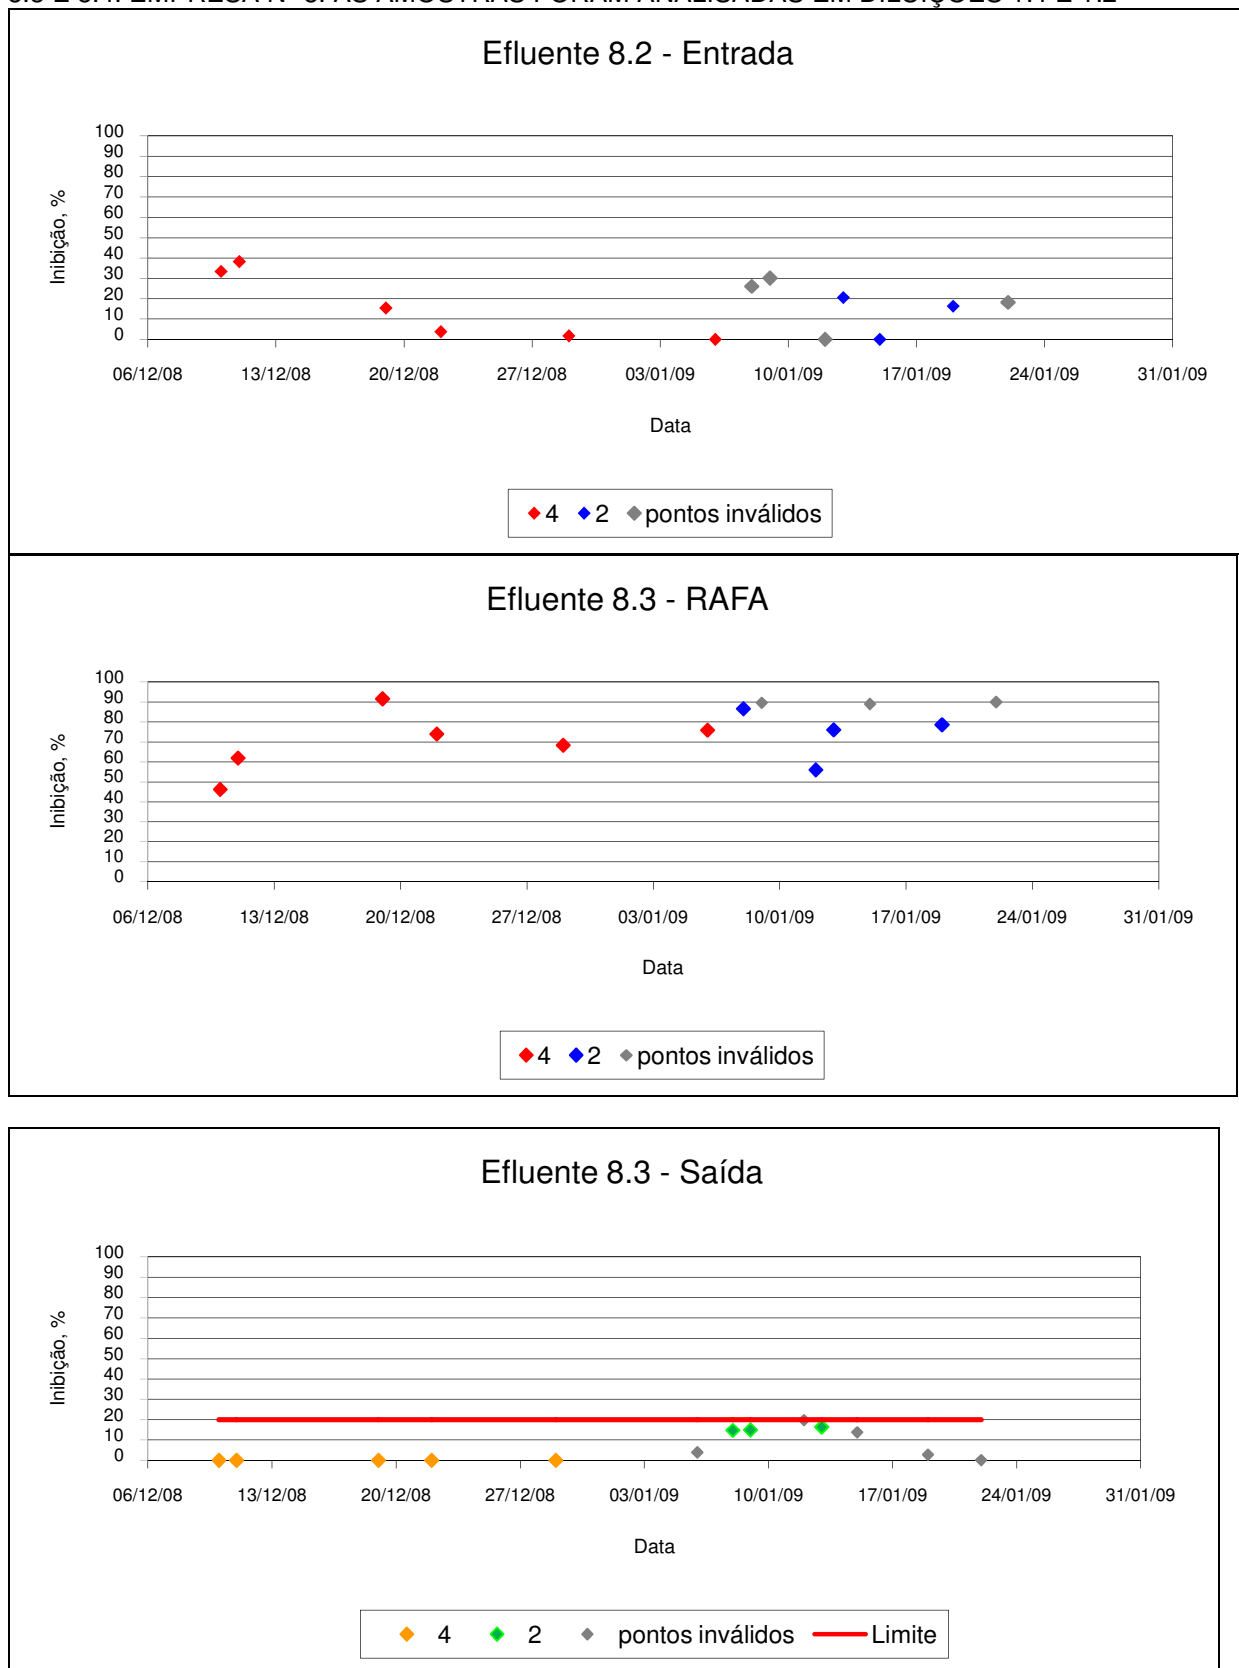 Efluente 8.2 - Entrada
100
90
80
70
60
50
40
30
20
10
0
Inibição, %
06/12/08 13/12/08 20/12/08 27/12/08 03/01/09 10/01/09 17/01/09 24/01/09 31/01/09
Data
4 2 pontos inválidos
Efluente 8.3 - RAFA
100
90
80
70
60
50
40
30
20
10
0
Inibição, %
06/12/08 13/12/08 20/12/08 27/12/08 03/01/09 10/01/09 17/01/09 24/01/09 31/01/09
Data
4 2 pontos inválidos
Efluente 8.3 - Saída
100
90
80
70
60
50
40
30
20
10
0
Inibição, %
06/12/08 13/12/08 20/12/08 27/12/08 03/01/09 10/01/09 17/01/09 24/01/09 31/01/09
Data
4 2 pontos inválidos Limite